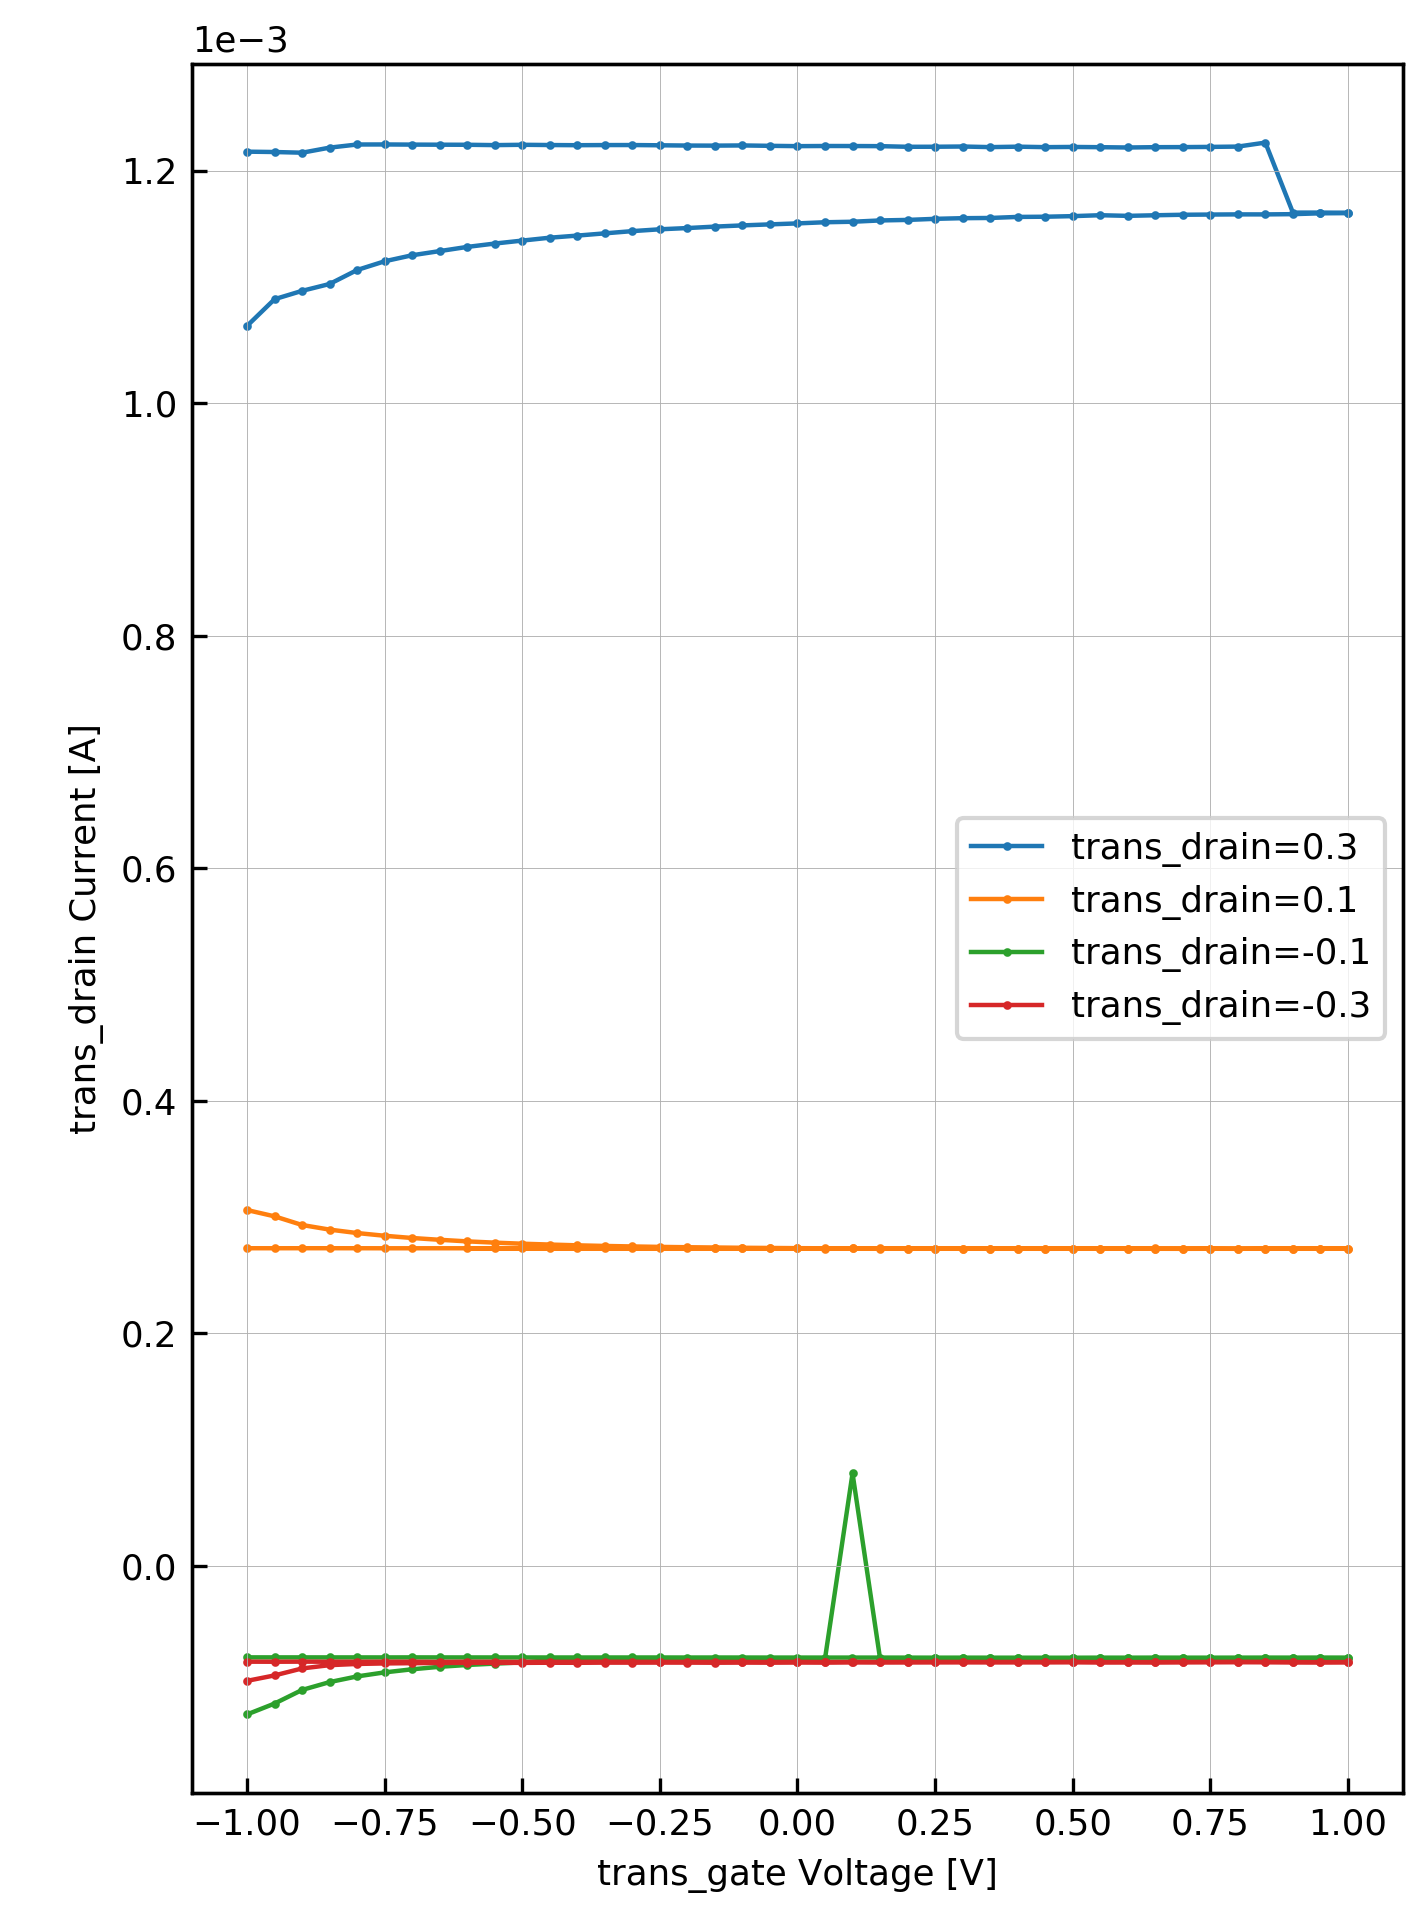 1e−3
1.2
1.0
0.8
0.6
0.4
0.2
0.0
trans_drain Current [A]
trans_drain=0.3
trans_drain=0.1
trans_drain=-0.1
trans_drain=-0.3
−1.00 −0.75 −0.50 −0.25 0.00 0.25 0.50 0.75 1.00
trans_gate Voltage [V]